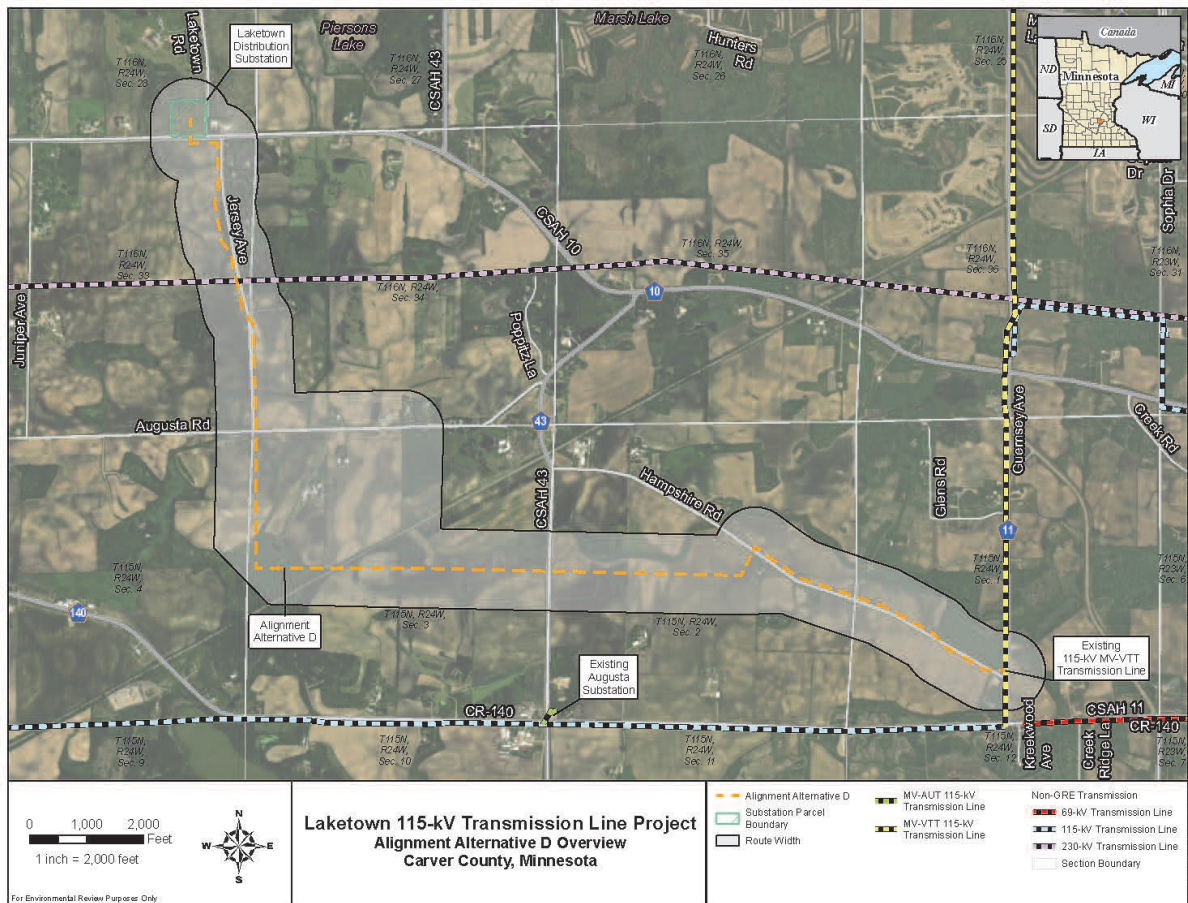 Laketown
Rd
Piersons
Lake
Marsh Lake
Hunters
Rd
Laketown
Distribution
Substation
T116N,
R24W,
Sec. 28
T116N,
R24W,
Sec. 27
CSAH 43
T116N,
R24W,
Sec. 26
T116N,
R24W,
Sec. 25
Canada
ND
Minnesota
MI
SD
WI
IA
Dr
Sophia Dr
Jersey Ave
CSAH 10
T116N,
R24W,
Sec. 33
T116N, R24W,
Sec. 34
T116N, R24W,
Sec. 35
T116N,
R24W,
Sec. 36
T116N,
R23W,
Sec. 31
10
Juniper Ave
Poppitz La
Augusta Rd
43
Guernsey Ave
Creek Rd
CSAH 43
Hampshire Rd
Glens Rd
11
T115N,
R24W,
Sec. 4
T115N,
R24W,
Sec. 1
T115N,
R23W,
Sec. 6
140
Alignment
Alternative D
T115N, R24W,
Sec. 3
T115N, R24W,
Sec. 2
Existing
Augusta
Substation
Existing
115-kV MV-VTT
Transmission Line
CR-140
CSAH 11
CR-140
T115N,
R24W,
Sec. 9
T115N,
R24W,
Sec. 10
T115N,
R24W,
Sec. 11
T115N,
R24W,
Sec. 12
Kreekwood
Ave
Creek
Ridge La
T115N,
R23W,
Sec. 7
0 1,000 2,000
Feet
1 inch = 2,000 feet
N
W E
S
For Environmental Review Purposes Only
Laketown 115-kV Transmission Line Project
Alignment Alternative D Overview
Carver County, Minnesota
Alignment Alternative D
Substation Parcel
Boundary
Route Width
MV-AUT 115-kV
Transmission Line
MV-VTT 115-kV
Transmission Line
Non-GRE Transmission
69-kV Transmission Line
115-kV Transmission Line
230-kV Transmission Line
Section Boundary